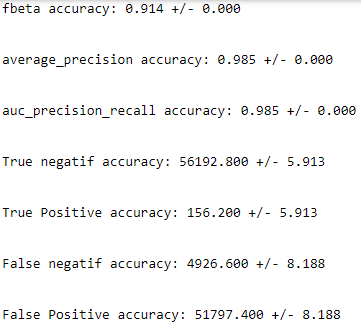 fbeta accuracy: 0.914 +/- 0.000
average_precision accuracy: 0.985 +/- 0.000
auc_precision_recall accuracy: 0.985 +/- 0.000
True negatif accuracy: 56192.800 +/- 5.913
True Positive accuracy: 156.200 +/- 5.913
False negatif accuracy: 4926.600 +/- 8.188
False Positive accuracy: 51797.400 +/- 8.188